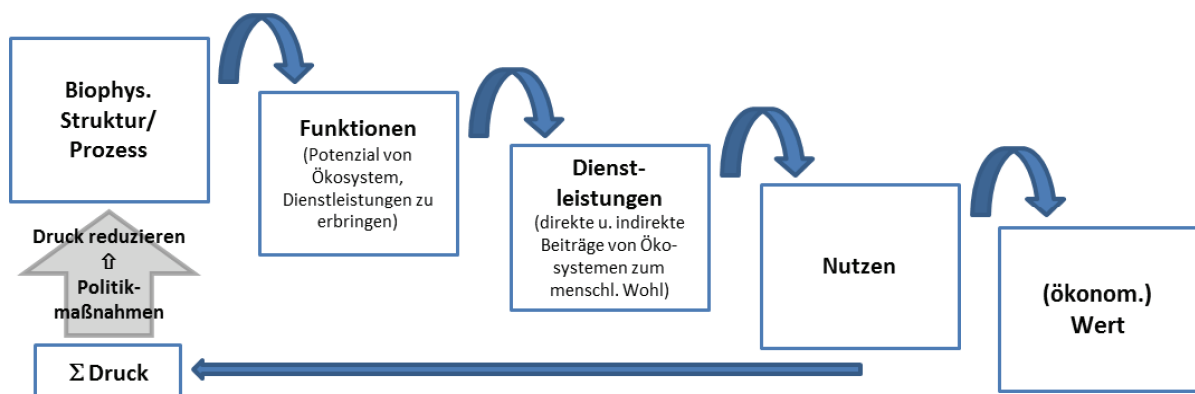 Biophys.
Struktur/
Prozess
Funktionen
(Potenzial von
Ökosystem,
Dienstleistungen zu
erbringen)
Dienst-
leistungen
(direkte u. indirekte
Beiträge von Öko-
systemen zum
menschl. Wohl)
Nutzen
(ökonom.)
Wert
Druck reduzieren
⇧
Politik-
maßnahmen
Σ Druck